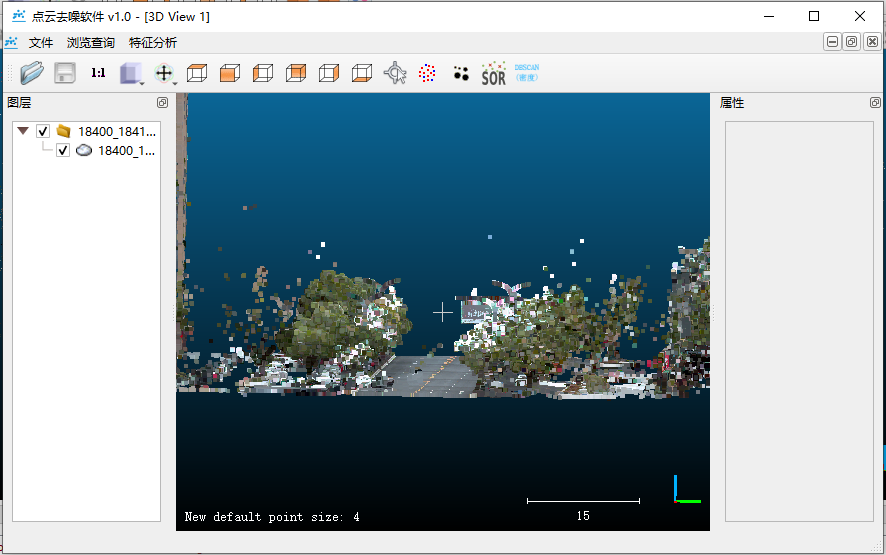 点云去噪软件 v1.0 - [3D View 1]
文件 浏览查询 特征分析
1:1
SOR
DBSCAN
(密度)
图层
属性
18400_1841...
18400_1...
New default point size: 4
15